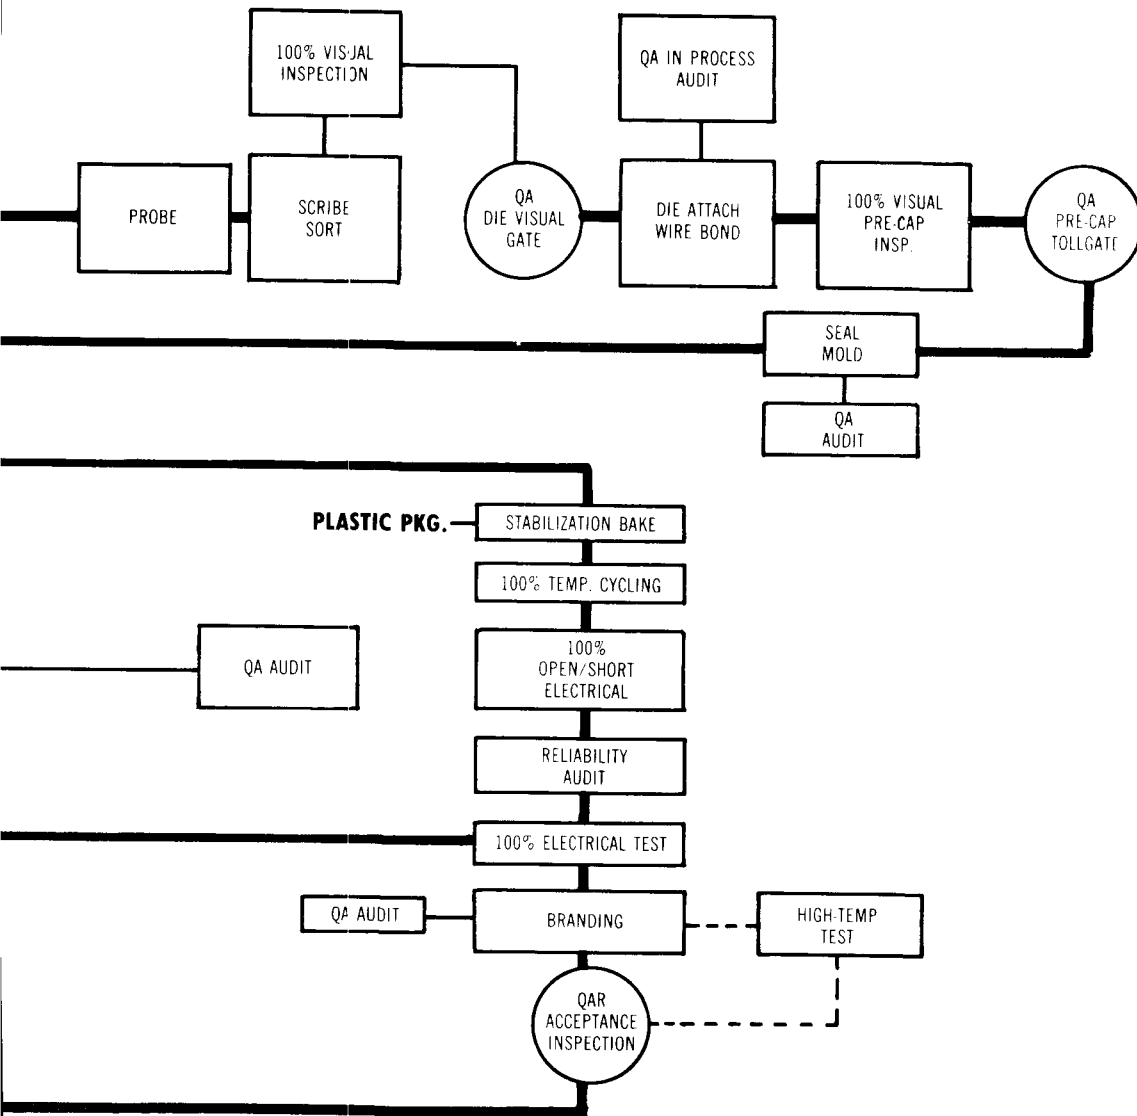 100% VISUAL
INSPECTION
QA IN PROCESS
AUDIT
PROBE
SCRIBE
SORT
QA
DIE VISUAL
GATE
DIE ATTACH
WIRE BOND
100% VISUAL
PRE-CAP
INSP.
QA
PRE-CAP
TOLLGATE
SEAL
MOLD
QA
AUDIT
PLASTIC PKG.
STABILIZATION BAKE
100% TEMP. CYCLING
100%
OPEN/SHORT
ELECTRICAL
QA AUDIT
RELIABILITY
AUDIT
100% ELECTRICAL TEST
QA AUDIT
BRANDING
HIGH-TEMP
TEST
QAR
ACCEPTANCE
INSPECTION